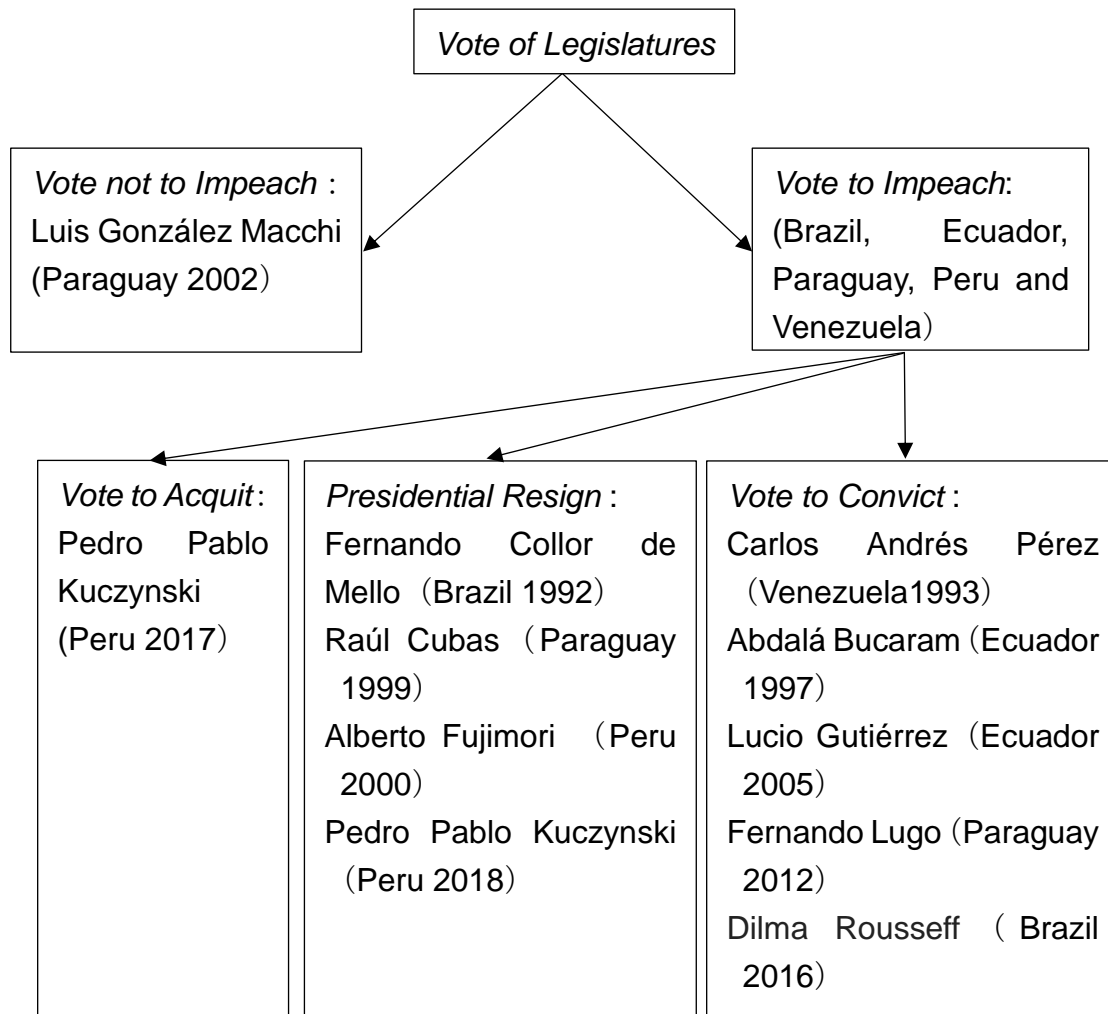 Vote of Legislatures
Vote not to Impeach：
Luis González Macchi
(Paraguay 2002）
Vote to Impeach:
(Brazil, Ecuador,
Paraguay, Peru and
Venezuela）
Vote to Acquit：
Pedro Pablo
Kuczynski
(Peru 2017）
Presidential Resign：
Fernando Collor de
Mello（Brazil 1992）
Raúl Cubas（Paraguay
1999）
Alberto Fujimori （Peru
2000）
Pedro Pablo Kuczynski
（Peru 2018）
Vote to Convict：
Carlos Andrés Pérez
（Venezuela1993）
Abdalá Bucaram（Ecuador
1997）
Lucio Gutiérrez（Ecuador
2005）
Fernando Lugo（Paraguay
2012）
Dilma Rousseff （Brazil
2016）